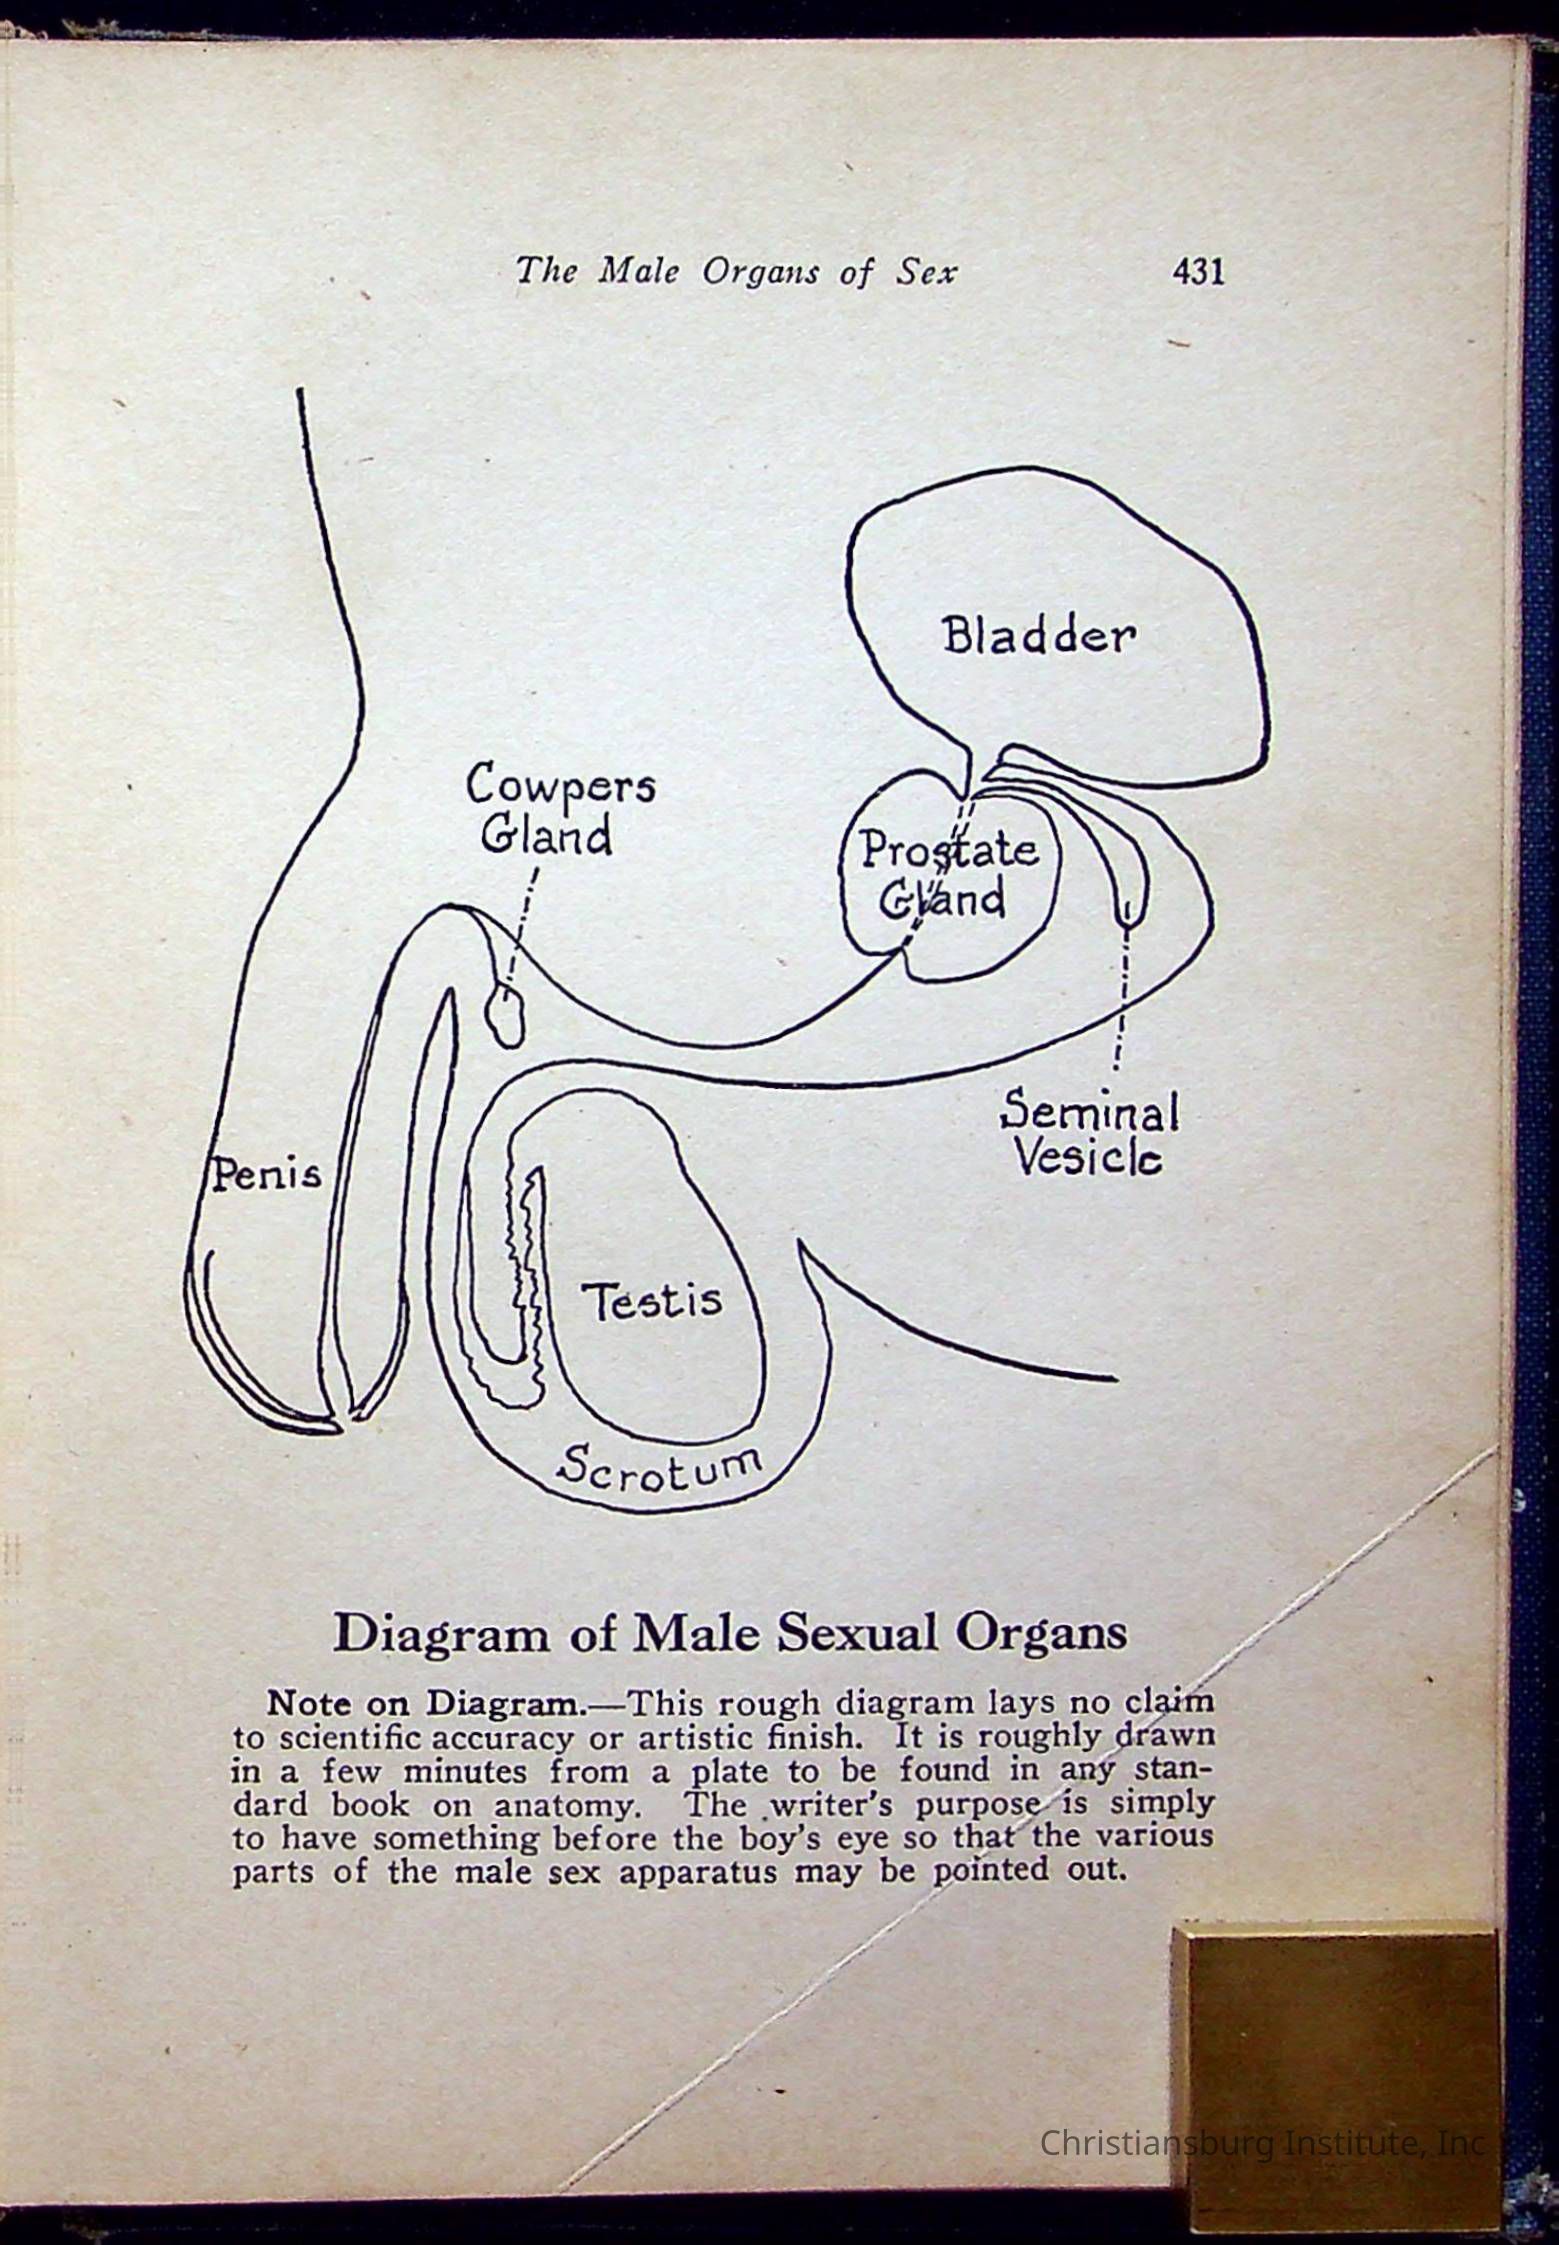 The Male Organs of Sex 431
Bladder
Cowpers
Gland
Prostate
Gland
Seminal
Vesicle
Penis
Testis
Scrotum
Diagram of Male Sexual Organs
Note on Diagram.—This rough diagram lays no claim
to scientific accuracy or artistic finish. It is roughly drawn
in a few minutes from a plate to be found in any stan-
dard book on anatomy. The writer's purpose is simply
to have something before the boy's eye so that the various
parts of the male sex apparatus may be pointed out.
Christiansburg Institute, Inc